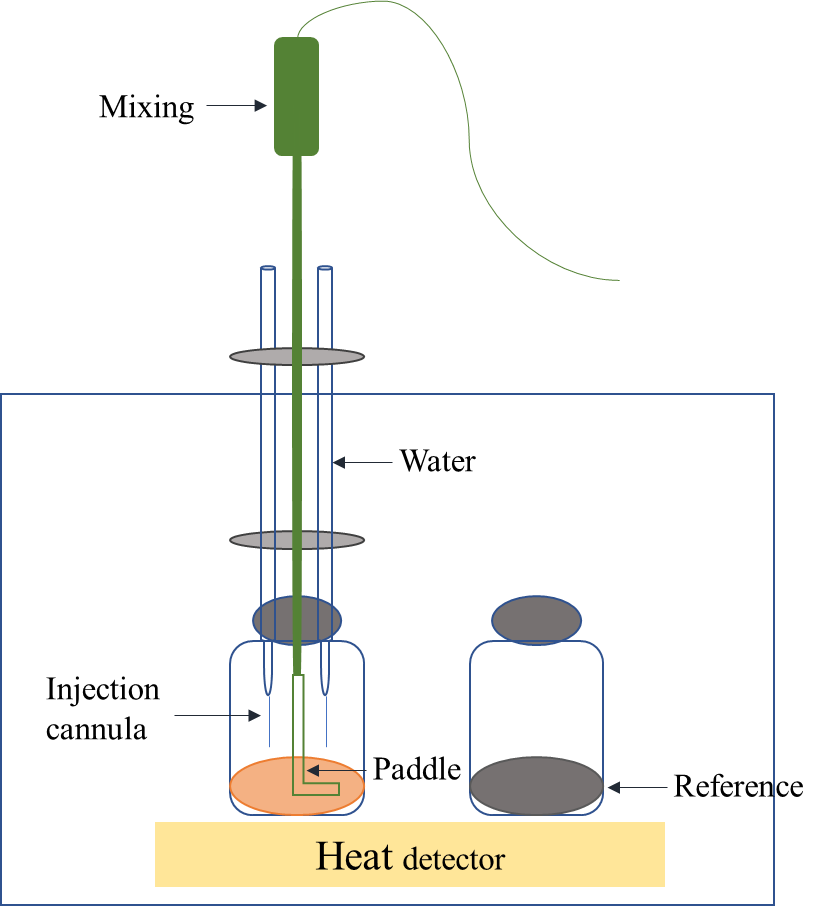 Mixing
Water
Injection
cannula
Paddle
Reference
Heat detector